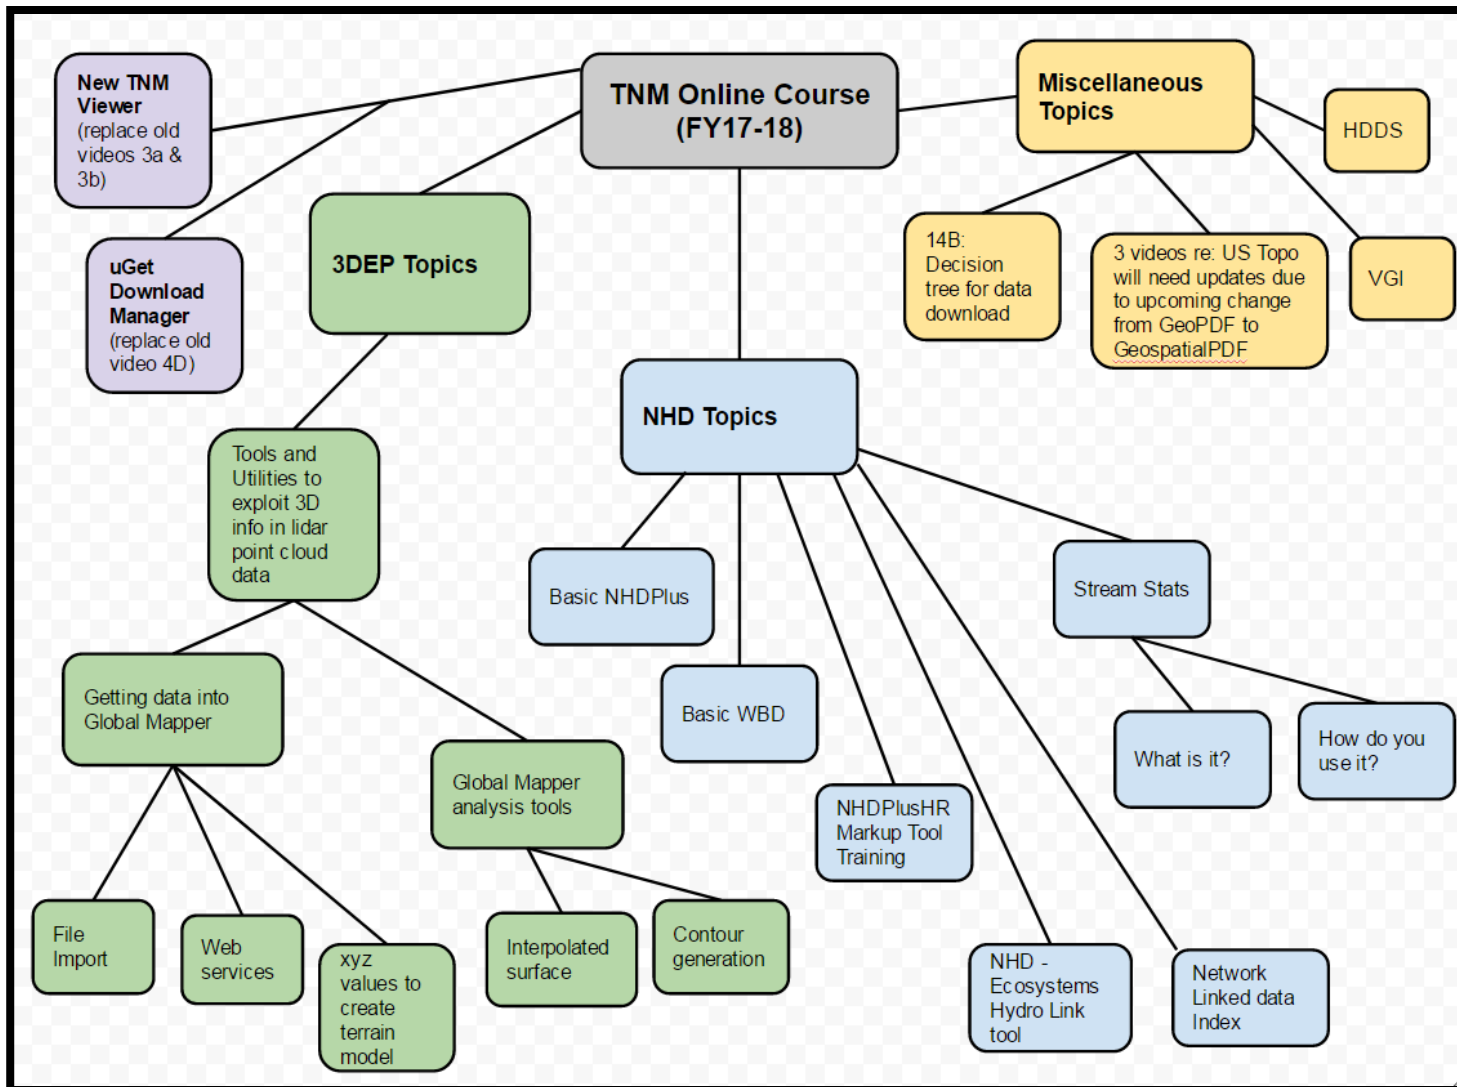 New TNM
Viewer
(replace old
videos 3a &
3b)
TNM Online Course
(FY17-18)
Miscellaneous
Topics
HDDS
uGet
Download
Manager
(replace old
video 4D)
3DEP Topics
14B:
Decision
tree for data
download
3 videos re: US Topo
will need updates due
to upcoming change
from GeoPDF to
GeospatialPDF
VGI
NHD Topics
Tools and
Utilities to
exploit 3D
info in lidar
point cloud
data
Basic NHDPlus
Stream Stats
Getting data into
Global Mapper
Basic WBD
What is it?
How do you
use it?
Global Mapper
analysis tools
NHDPlusHR
Markup Tool
Training
File
Import
Web
services
xyz
values to
create
terrain
model
Interpolated
surface
Contour
generation
NHD -
Ecosystems
Hydro Link
tool
Network
Linked data
Index